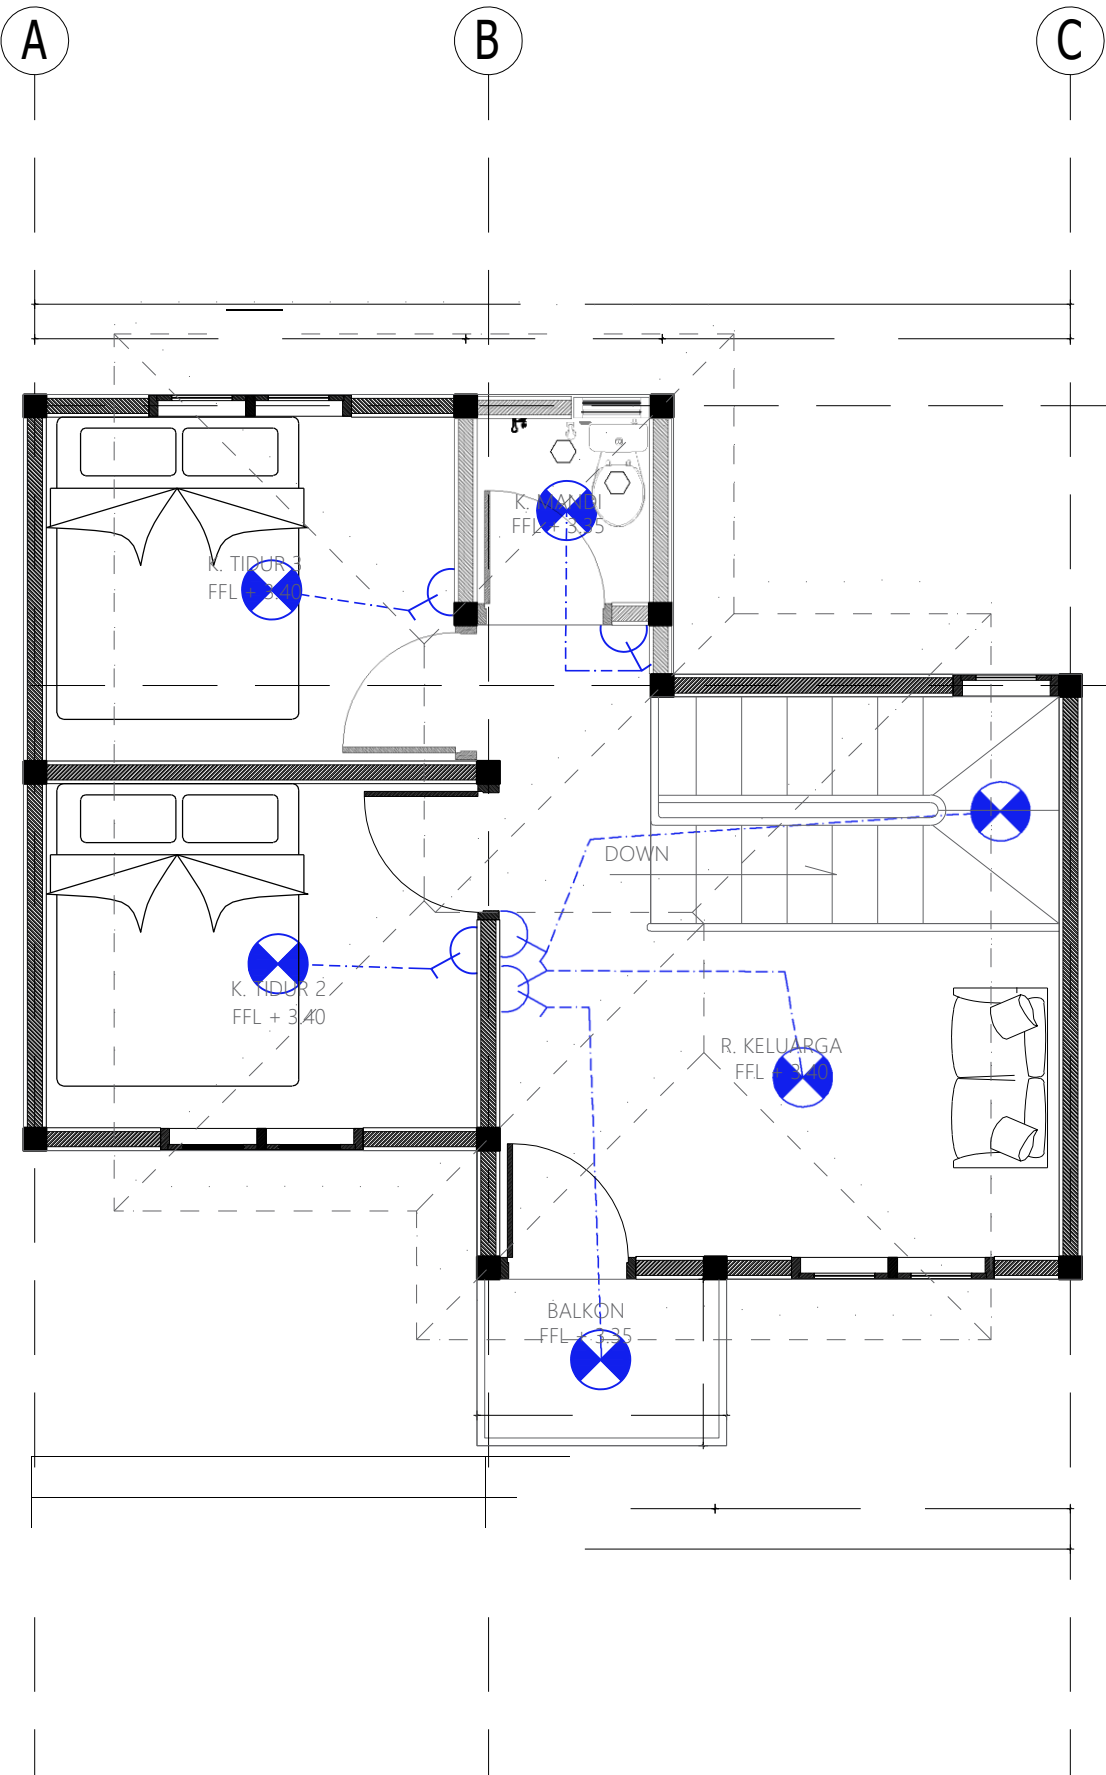 A
B
C
K. MANDI
FFL + 3.35
K. TIDUR 3
FFL + 3.40
DOWN
K. TIDUR 2
FFL + 3.40
R. KELUARGA
FFL + 3.40
BALKON
FFL + 3.35